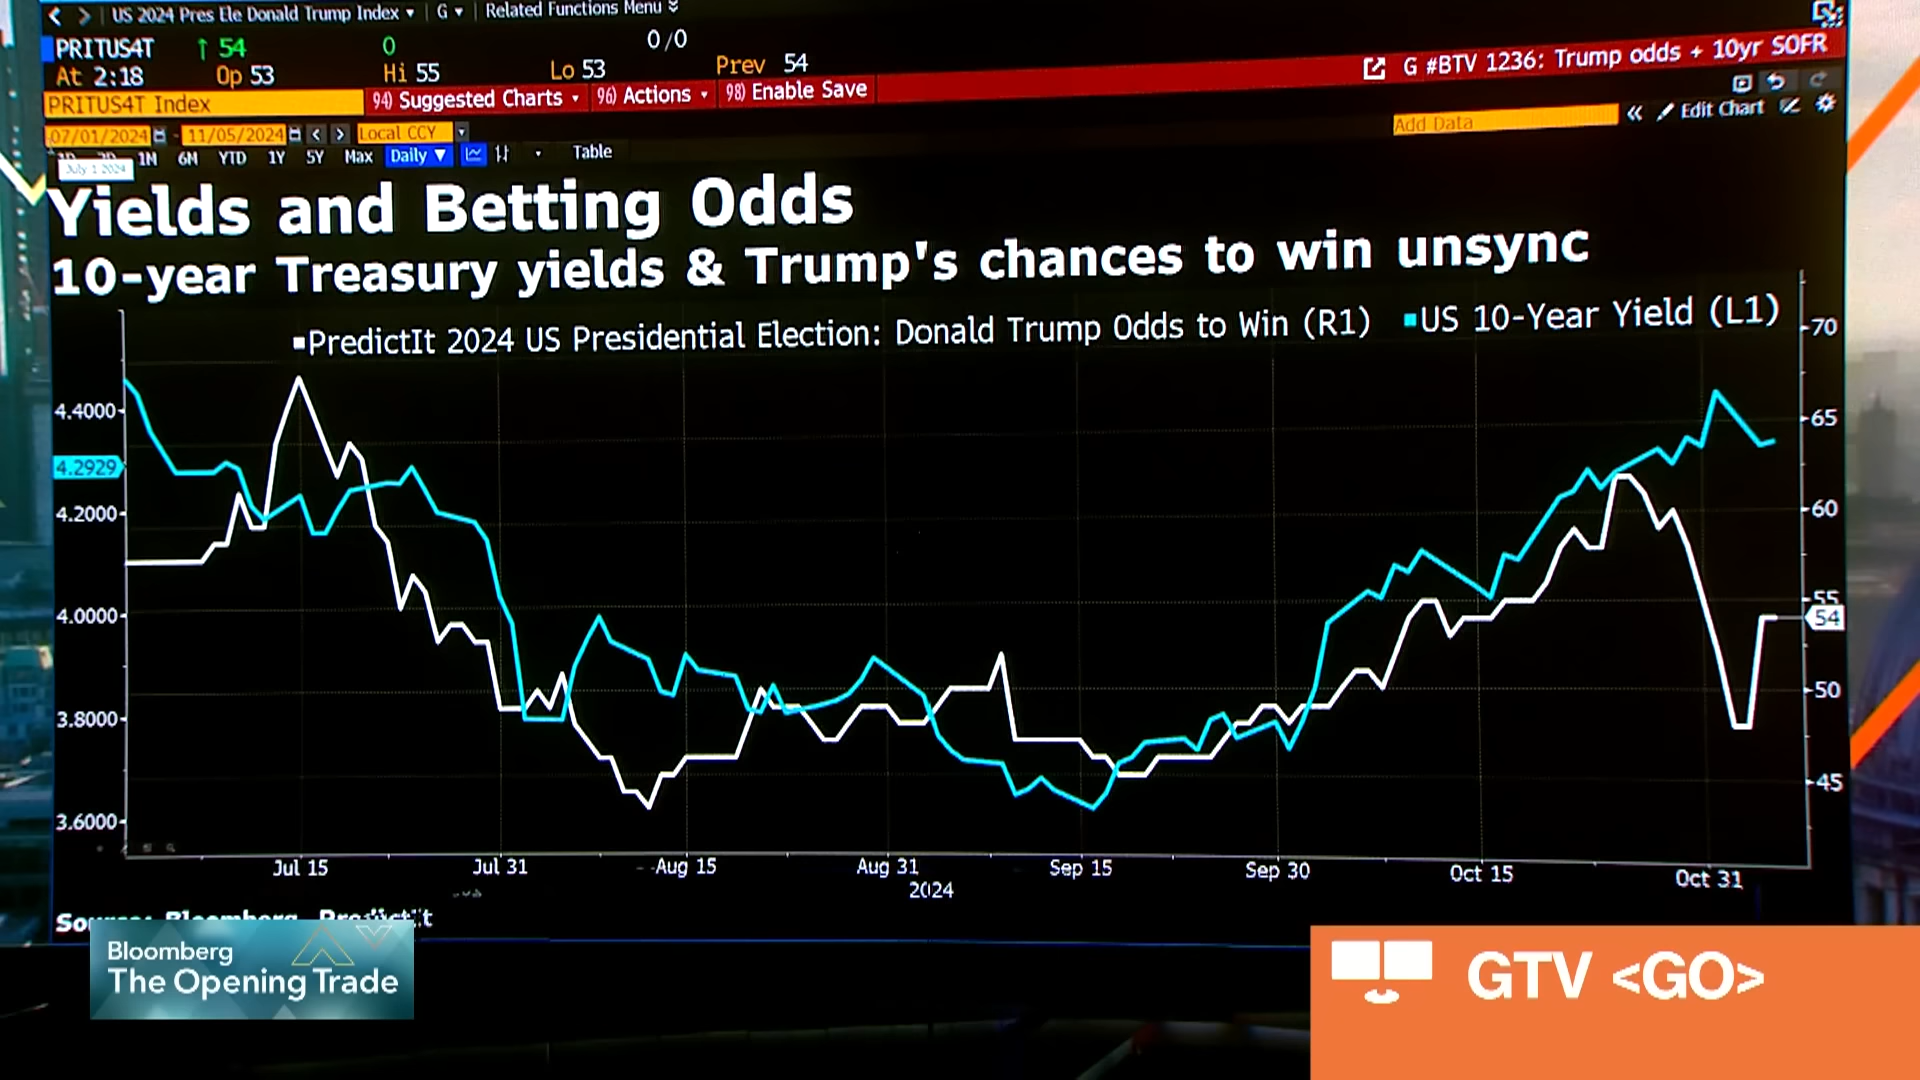 US 2024 Pres Ele Donald Trump Index G Related Functions Menu
PRITUS4T ↑ 54 0 0/0
At 2:18 Op 53 Hi 55 Lo 53 Prev 54
G #BTV 1236: Trump odds + 10yr SOFR
PRITUS4T Index 94) Suggested Charts 96) Actions 98) Enable Save
07/01/2024 - 11/05/2024 < > Local CCY Add Data « Edit Chart
1M 6M YTD 1Y 5Y Max Daily ▼ Table
July 1 2024
Yields and Betting Odds
10-year Treasury yields & Trump's chances to win unsync
PredictIt 2024 US Presidential Election: Donald Trump Odds to Win (R1) US 10-Year Yield (L1)
70
4.4000 65
4.2929
4.2000 60
4.0000 55
54
3.8000 50
45
3.6000
Jul 15 Jul 31 Aug 15 Aug 31 Sep 15 Sep 30 Oct 15 Oct 31
2024
Source: Bloomberg, PredictIt
Bloomberg
The Opening Trade
GTV <GO>